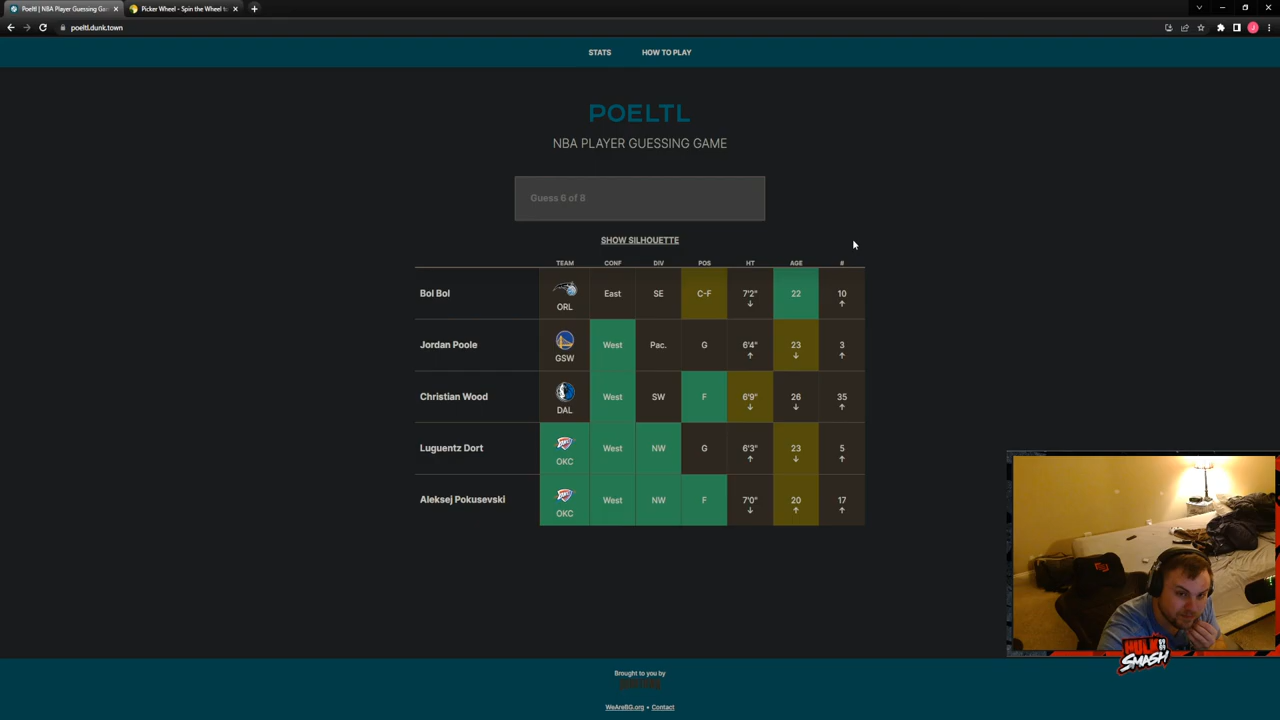 Poeltl | NBA Player Guessing Ga
Picker Wheel - Spin the Wheel t
poeltl.dunk.town
J
STATS
HOW TO PLAY
POELTL
NBA PLAYER GUESSING GAME
Guess 6 of 8
SHOW SILHOUETTE
TEAM CONF DIV POS HT AGE #
Bol Bol ORL East SE C-F 7'2" ↓ 22 10 ↑
Jordan Poole GSW West Pac. G 6'4" ↑ 23 ↓ 3 ↑
Christian Wood DAL West SW F 6'9" ↓ 26 ↓ 35 ↑
Luguentz Dort OKC West NW G 6'3" ↑ 23 ↓ 5 ↑
Aleksej Pokusevski OKC West NW F 7'0" ↓ 20 ↑ 17 ↑
HULK
SMASH
Brought to you by
WeAreBG.org • Contact